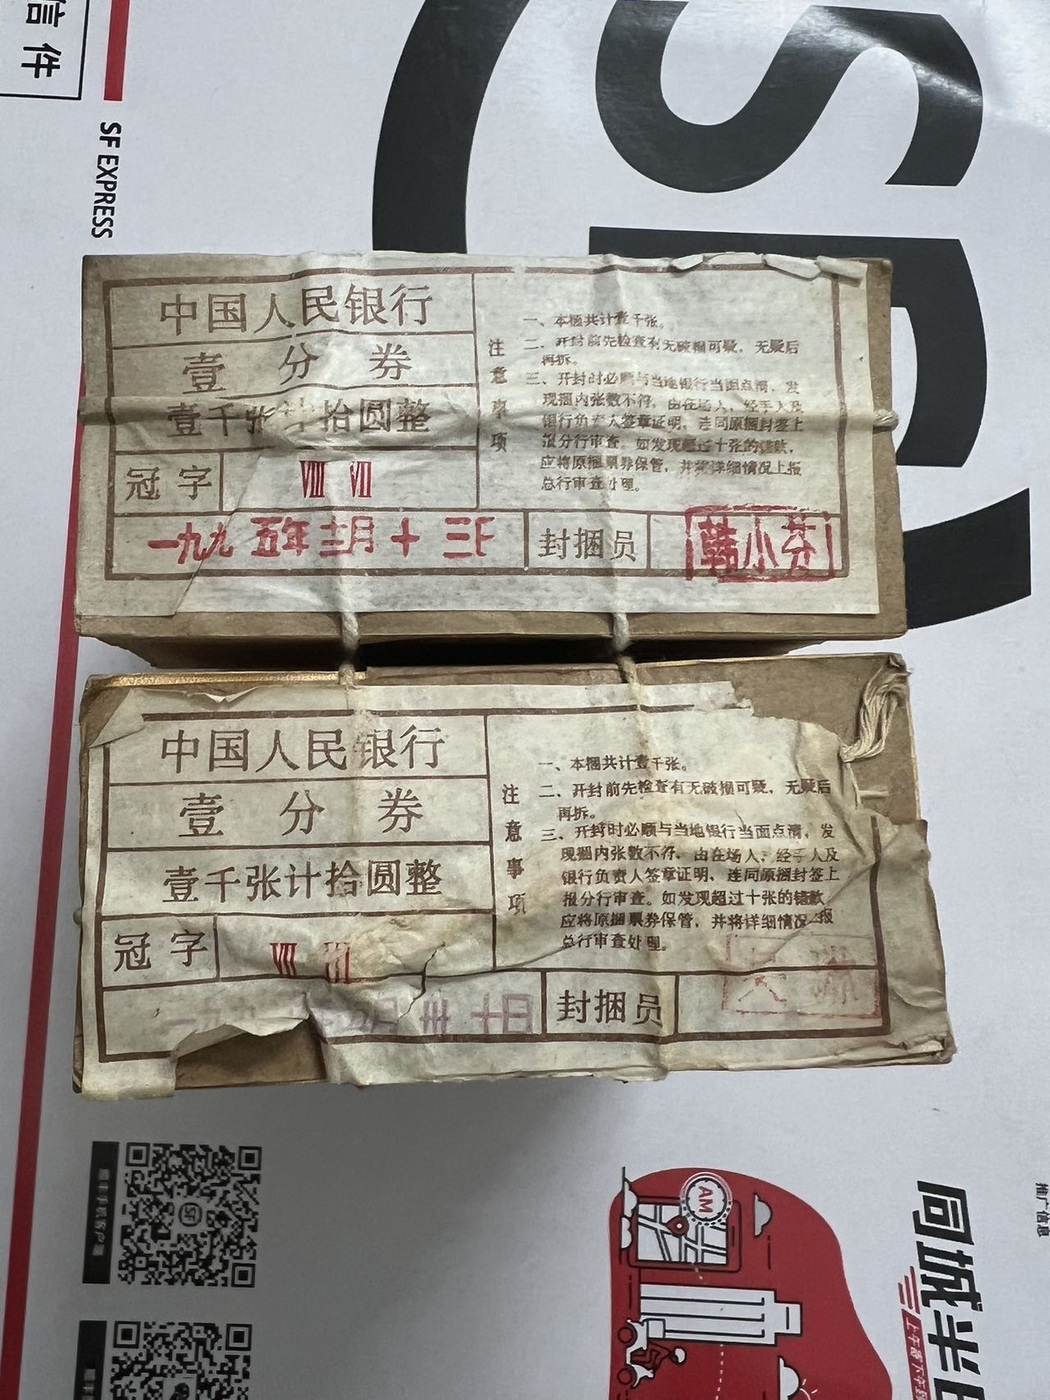 信件
SF EXPRESS
中国人民银行
壹分券
壹千张计拾圆整
冠字 Ⅷ Ⅶ
一九九五年 月十三日
封捆员
韩小芬
注意事项
一、本捆共计壹千张。
二、开封前先检查有无破捆可疑，无疑后
再拆。
三、开封时必顺与当地银行当面点清，发
现捆内张数不符，由在场人、经手人及
银行负责人签章证明，连同原捆封签上
报分行审查，如发现超过十张的错款，
应将原捆票券保管，并将详细情况上报
总行审查处理。
中国人民银行
壹分券
壹千张计拾圆整
冠字 Ⅶ
一九九 月 十日
封捆员
注意事项
一、本捆共计壹千张。
二、开封前先检查有无破捆可疑，无疑后
再拆。
三、开封时必顺与当地银行当面点清，发
现捆内张数不符，由在场人、经手人及
银行负责人签章证明，连同原捆封签上
报分行审查。如发现超过十张的错款
应将原捆票券保管，并将详细情况 报
总行审查处理。
AM
同城半日
推广信息